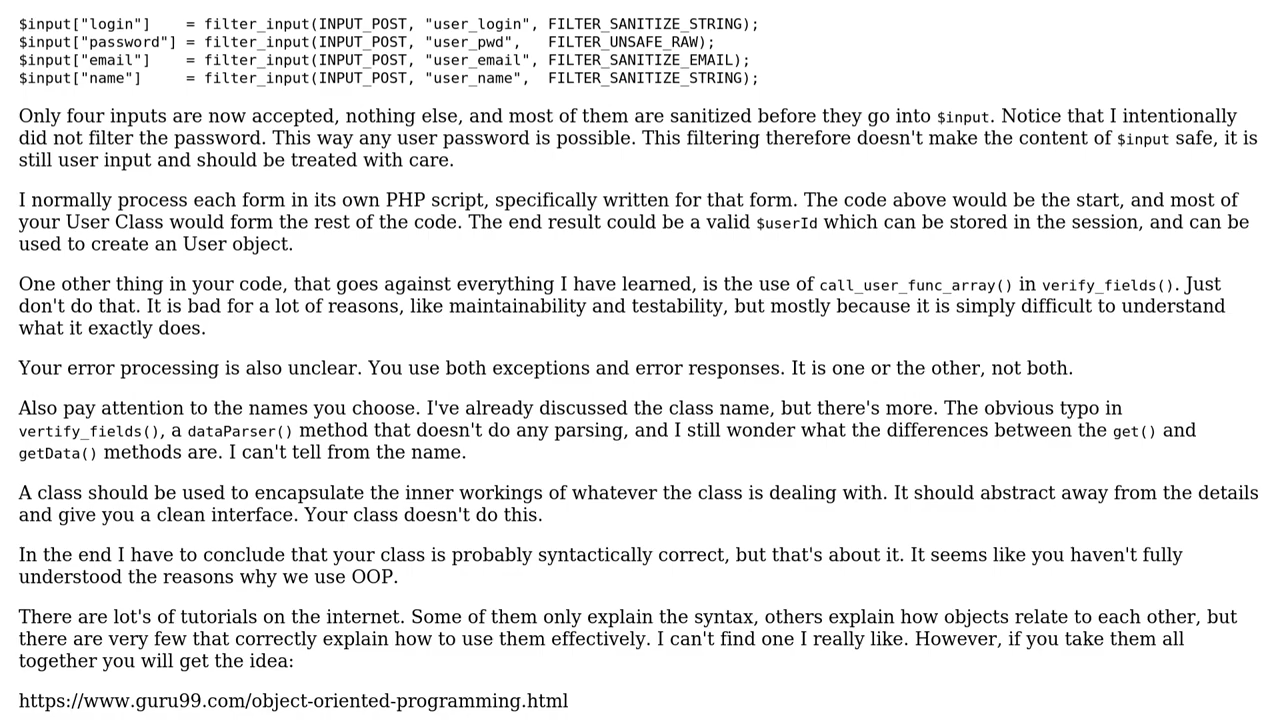 $input["login"]    = filter_input(INPUT_POST, "user_login", FILTER_SANITIZE_STRING);
$input["password"] = filter_input(INPUT_POST, "user_pwd",   FILTER_UNSAFE_RAW);
$input["email"]    = filter_input(INPUT_POST, "user_email", FILTER_SANITIZE_EMAIL);
$input["name"]     = filter_input(INPUT_POST, "user_name",  FILTER_SANITIZE_STRING);
Only four inputs are now accepted, nothing else, and most of them are sanitized before they go into $input. Notice that I intentionally
did not filter the password. This way any user password is possible. This filtering therefore doesn't make the content of $input safe, it is
still user input and should be treated with care.
I normally process each form in its own PHP script, specifically written for that form. The code above would be the start, and most of
your User Class would form the rest of the code. The end result could be a valid $userId which can be stored in the session, and can be
used to create an User object.
One other thing in your code, that goes against everything I have learned, is the use of call_user_func_array() in verify_fields(). Just
don't do that. It is bad for a lot of reasons, like maintainability and testability, but mostly because it is simply difficult to understand
what it exactly does.
Your error processing is also unclear. You use both exceptions and error responses. It is one or the other, not both.
Also pay attention to the names you choose. I've already discussed the class name, but there's more. The obvious typo in
vertify_fields(), a dataParser() method that doesn't do any parsing, and I still wonder what the differences between the get() and
getData() methods are. I can't tell from the name.
A class should be used to encapsulate the inner workings of whatever the class is dealing with. It should abstract away from the details
and give you a clean interface. Your class doesn't do this.
In the end I have to conclude that your class is probably syntactically correct, but that's about it. It seems like you haven't fully
understood the reasons why we use OOP.
There are lot's of tutorials on the internet. Some of them only explain the syntax, others explain how objects relate to each other, but
there are very few that correctly explain how to use them effectively. I can't find one I really like. However, if you take them all
together you will get the idea:
https://www.guru99.com/object-oriented-programming.html